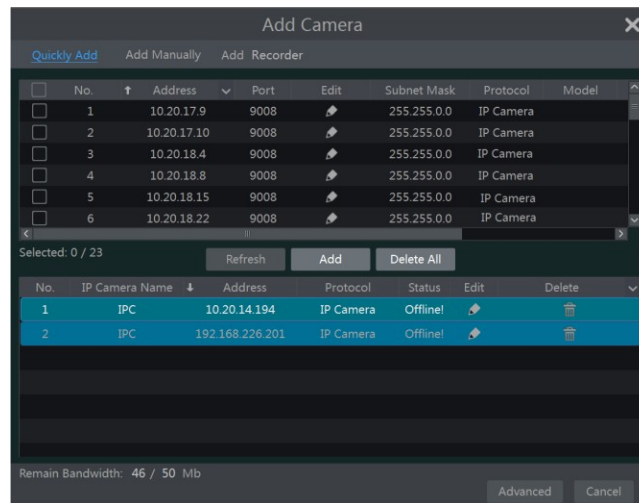 Add Camera
Quickly Add Add Manually Add Recorder
No. Address Port Edit Subnet Mask Protocol Model
1 10.20.17.9 9008 255.255.0.0 IP Camera
2 10.20.17.10 9008 255.255.0.0 IP Camera
3 10.20.18.4 9008 255.255.0.0 IP Camera
4 10.20.18.8 9008 255.255.0.0 IP Camera
5 10.20.18.15 9008 255.255.0.0 IP Camera
6 10.20.18.22 9008 255.255.0.0 IP Camera
Selected: 0 / 23 Refresh Add Delete All
No. IP Camera Name Address Protocol Status Edit Delete
1 IPC 10.20.14.194 IP Camera Offline!
2 IPC 192.168.226.201 IP Camera Offline!
Remain Bandwidth: 46 / 50 Mb
Advanced Cancel